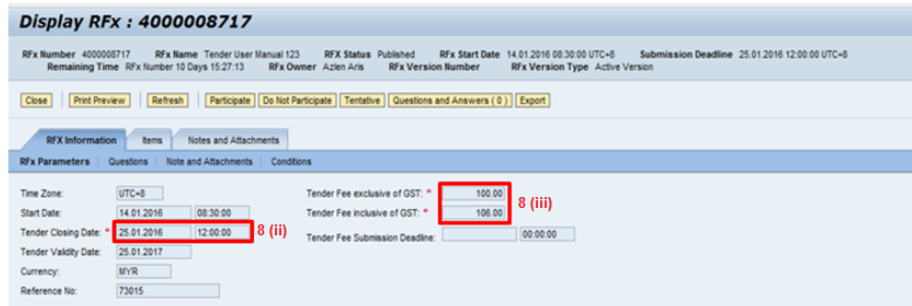 Display RFx : 4000008717
RFx Number 4000008717 RFx Name Tender User Manual 123 RFX Status Published RFx Start Date 14.01.2016 08:30:00 UTC+8 Submission Deadline 25.01.2016 12:00:00 UTC+8
Remaining Time RFx Number 10 Days 15:27:13 RFx Owner Azlen Aris RFx Version Number RFx Version Type Active Version
Close Print Preview Refresh Participate Do Not Participate Tentative Questions and Answers ( 0 ) Export
RFX Information Items Notes and Attachments
RFx Parameters Questions Note and Attachments Conditions
Time Zone: UTC+8 Tender Fee exclusive of GST: * 100.00
Start Date: 14.01.2016 08:30:00 Tender Fee inclusive of GST: * 106.00 8 (iii)
Tender Closing Date: * 25.01.2016 12:00:00 8 (ii) Tender Fee Submission Deadline: 00:00:00
Tender Validity Date: 25.01.2017
Currency: MYR
Reference No: 73015